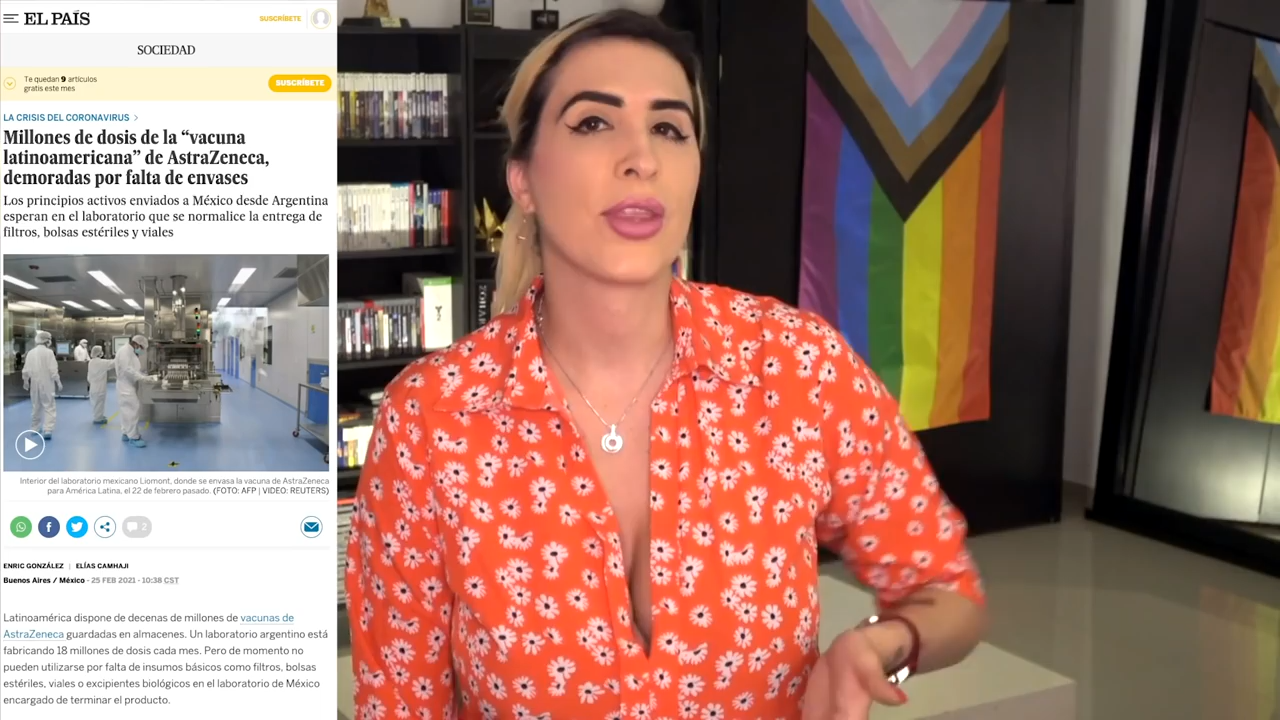 EL PAÍS
SUSCRÍBETE
SOCIEDAD
Te quedan 9 artículos
gratis este mes
SUSCRÍBETE
LA CRISIS DEL CORONAVIRUS
Millones de dosis de la “vacuna
latinoamericana” de AstraZeneca,
demoradas por falta de envases
Los principios activos enviados a México desde Argentina
esperan en el laboratorio que se normalice la entrega de
filtros, bolsas estériles y viales
Interior del laboratorio mexicano Liomont, donde se envasa la vacuna de AstraZeneca
para América Latina, el 22 de febrero pasado. (FOTO: AFP | VIDEO: REUTERS)
2
ENRIC GONZÁLEZ | ELÍAS CAMHAJI
Buenos Aires / México - 25 FEB 2021 - 10:38 CST
Latinoamérica dispone de decenas de millones de vacunas de
AstraZeneca guardadas en almacenes. Un laboratorio argentino está
fabricando 18 millones de dosis cada mes. Pero de momento no
pueden utilizarse por falta de insumos básicos como filtros, bolsas
estériles, viales o excipientes biológicos en el laboratorio de México
encargado de terminar el producto.